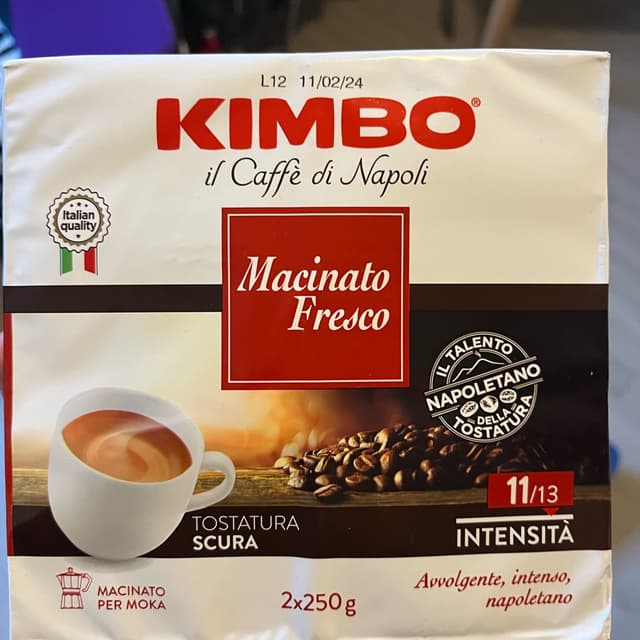 L12 11/02/24
KIMBO®
il Caffè di Napoli
Italian
quality
Macinato
Fresco
IL TALENTO
NAPOLETANO
DELLA
TOSTATURA
11/13
INTENSITÀ
TOSTATURA
SCURA
MACINATO
PER MOKA
2x250g
Avvolgente, intenso,
napoletano